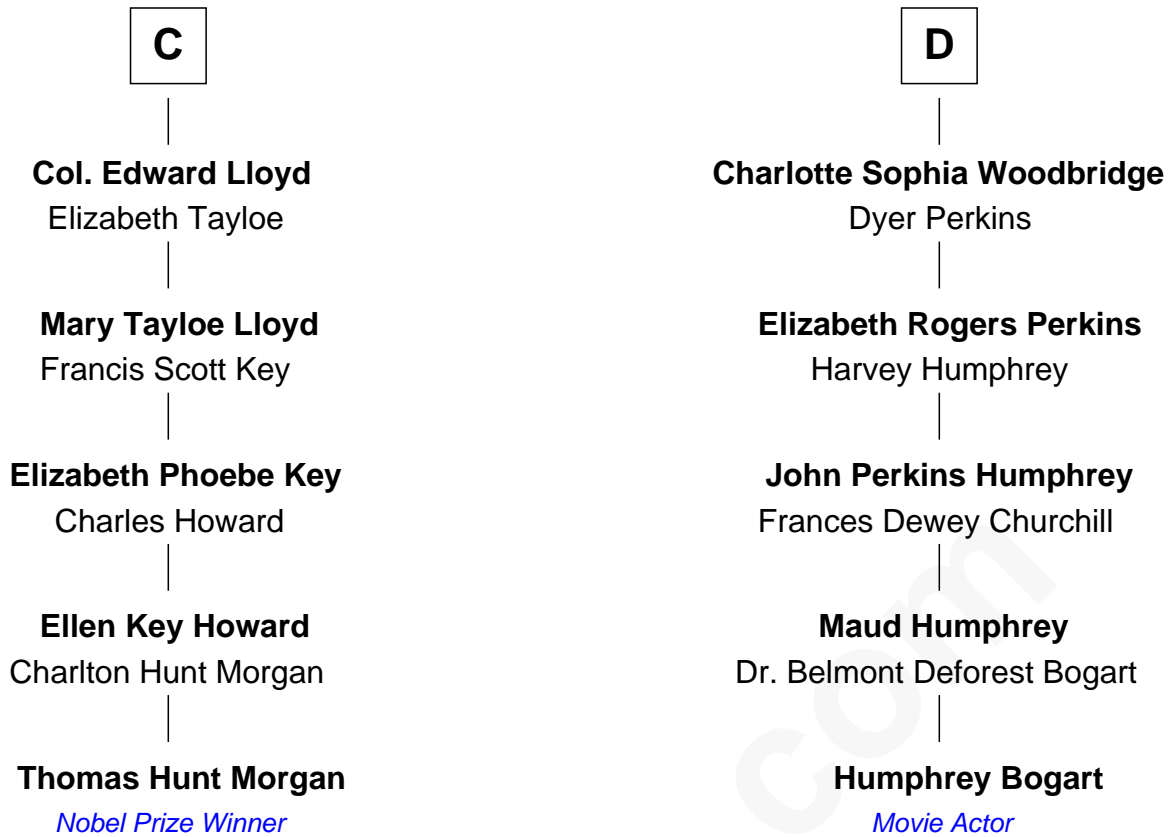 C
Col. Edward Lloyd
Elizabeth Tayloe
Mary Tayloe Lloyd
Francis Scott Key
Elizabeth Phoebe Key
Charles Howard
Ellen Key Howard
Charlton Hunt Morgan
Thomas Hunt Morgan
Nobel Prize Winner
D
Charlotte Sophia Woodbridge
Dyer Perkins
Elizabeth Rogers Perkins
Harvey Humphrey
John Perkins Humphrey
Frances Dewey Churchill
Maud Humphrey
Dr. Belmont Deforest Bogart
Humphrey Bogart
Movie Actor
com